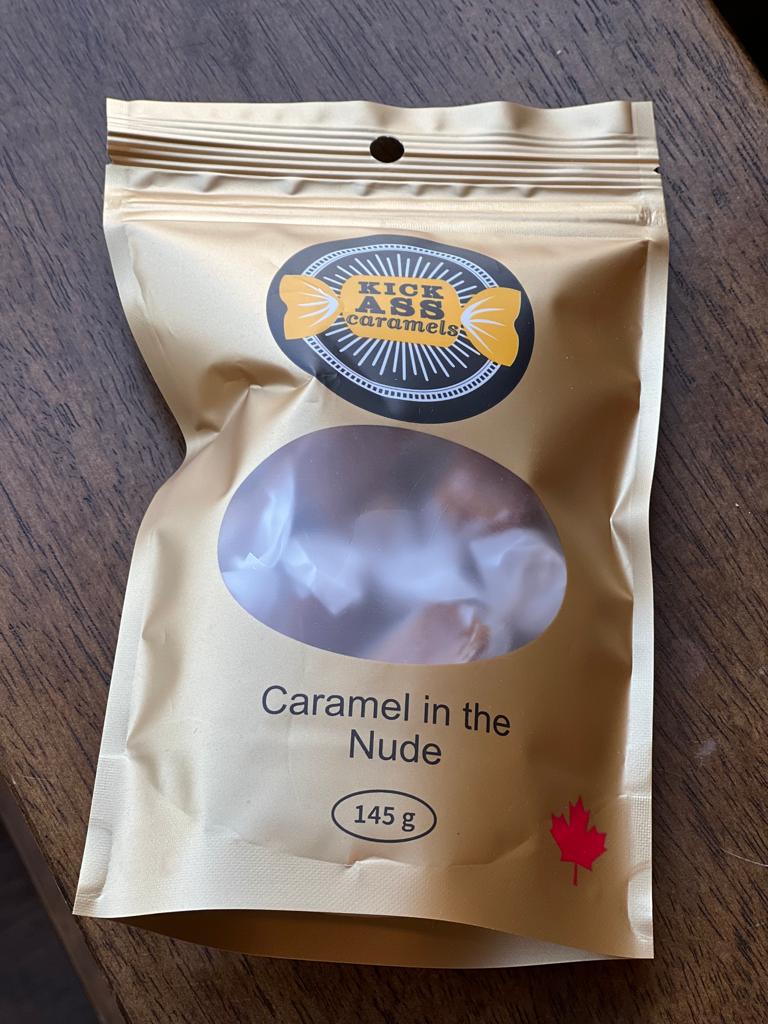 KICK
ASS
caramels
Caramel in the
Nude
145 g